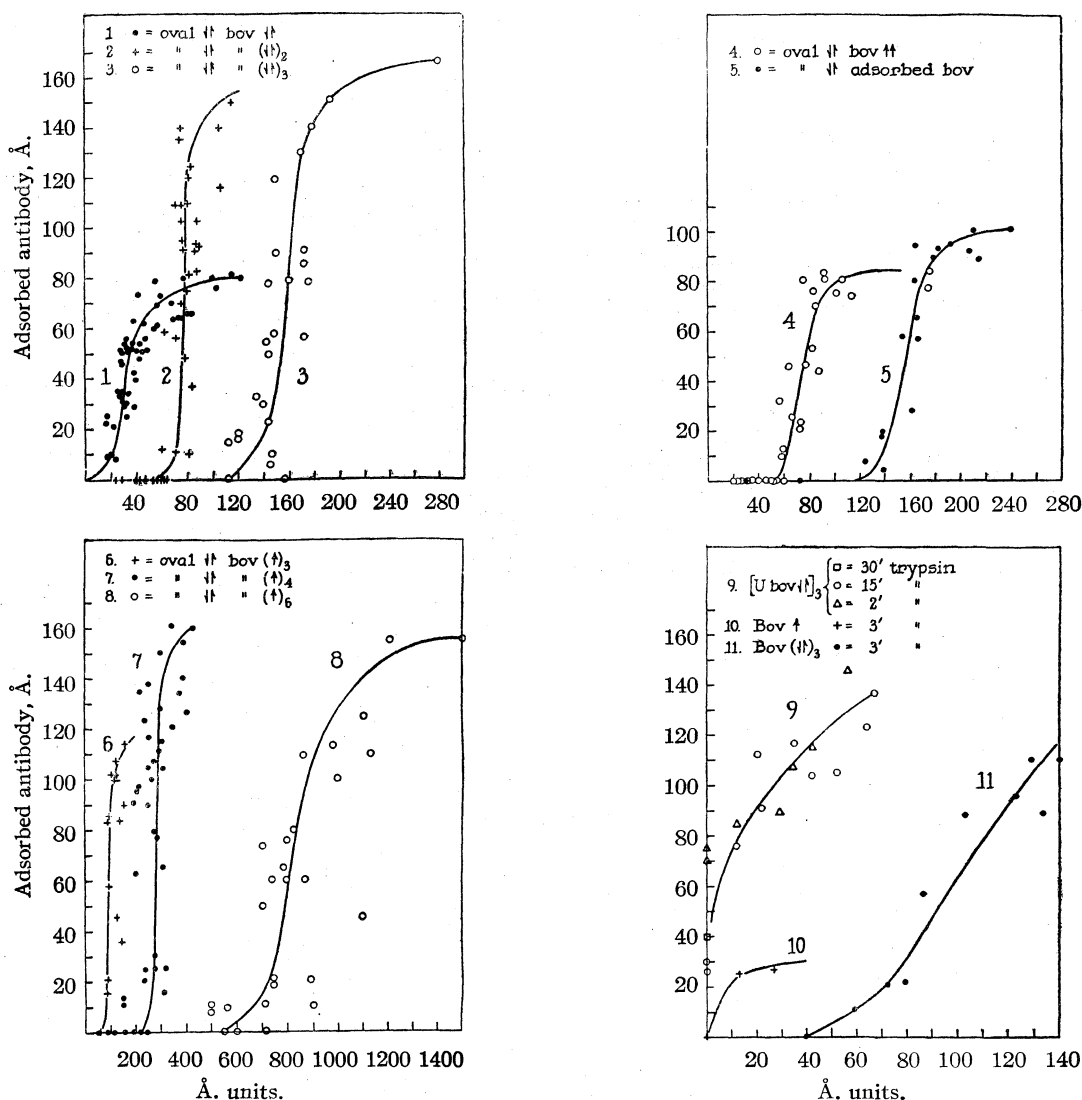 1 • = oval ⥮ bov ⥮
2 + = " ⥮ " (⥮)₂
3. ○ = " ⥮ " (⥮)₃
Adsorbed antibody, Å.
160
140
120
100
80
60
40
20
1
2
3
40 80 120 160 200 240 280
4. ○ = oval ⥮ bov ⇈
5. • = " ⥮ adsorbed bov
100
80
60
40
20
4
5
40 80 120 160 200 240 280
6. + = oval ⥮ bov (↑)₃
7. • = " ⥮ " (↑)₄
8. ○ = " ⥮ " (↑)₆
Adsorbed antibody, Å.
160
140
120
100
80
60
40
20
6
7
8
200 400 600 800 1000 1200 1400
Å. units.
9. [U bov⥮]₃ { □ = 30' trypsin
○ = 15' "
△ = 2' "
10. Bov ↑ + = 3' "
11. Bov (⥮)₃ • = 3' "
160
140
120
100
80
60
40
20
9
10
11
20 40 60 80 100 120 140
Å. units.